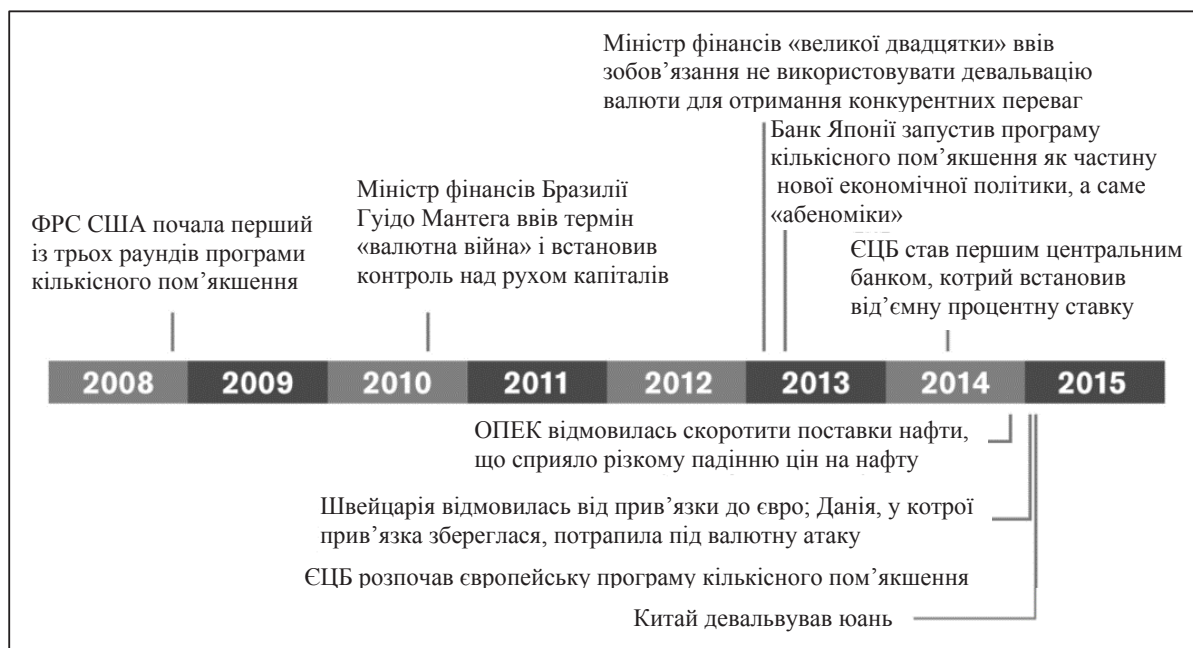 Міністр фінансів «великої двадцятки» ввів
зобов’язання не використовувати девальвацію
валюти для отримання конкурентних переваг
Банк Японії запустив програму
кількісного пом’якшення як частину
нової економічної політики, а саме
«абеноміки»
Міністр фінансів Бразилії
Гуідо Мантега ввів термін
«валютна війна» і встановив
контроль над рухом капіталів
ФРС США почала перший
із трьох раундів програми
кількісного пом’якшення
ЄЦБ став першим центральним
банком, котрий встановив
від’ємну процентну ставку
2008 2009 2010 2011 2012 2013 2014 2015
ОПЕК відмовилась скоротити поставки нафти,
що сприяло різкому падінню цін на нафту
Швейцарія відмовилась від прив’язки до євро; Данія, у котрої
прив’язка збереглася, потрапила під валютну атаку
ЄЦБ розпочав європейську програму кількісного пом’якшення
Китай девальвував юань